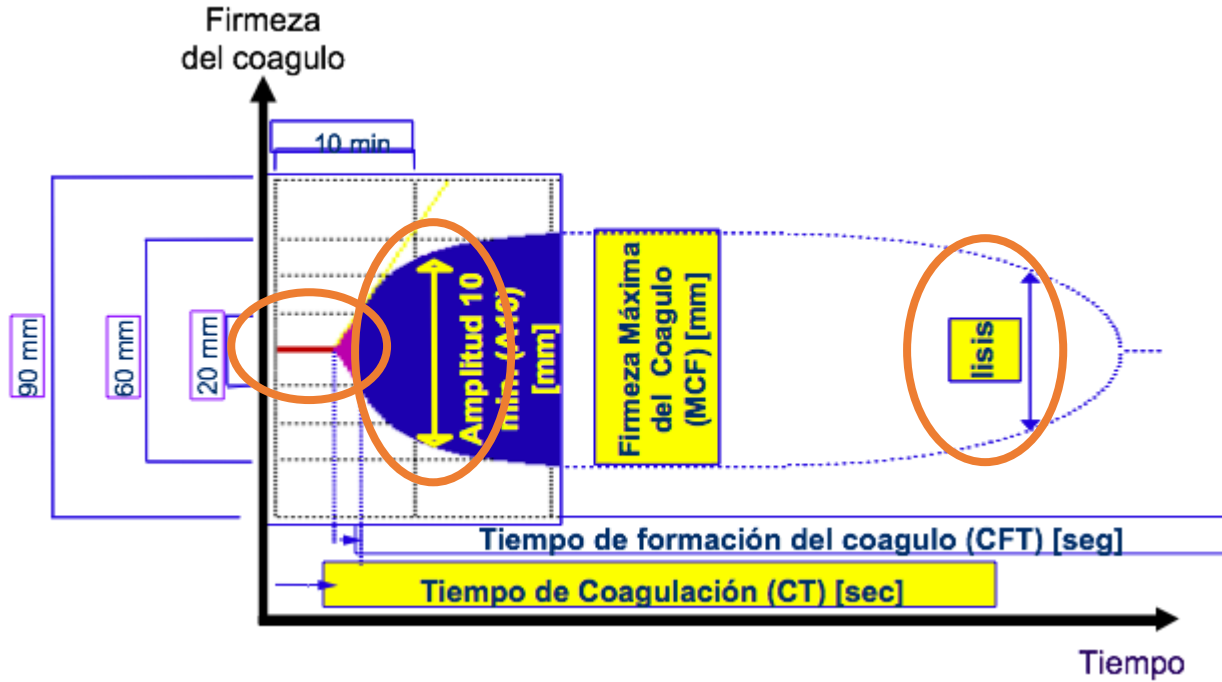 Firmeza
del coagulo
10 min
90 mm
60 mm
20 mm
Amplitud 10
min (A10)
[mm]
Firmeza Máxima
del Coagulo
(MCF) [mm]
lisis
Tiempo de formación del coagulo (CFT) [seg]
Tiempo de Coagulación (CT) [sec]
Tiempo